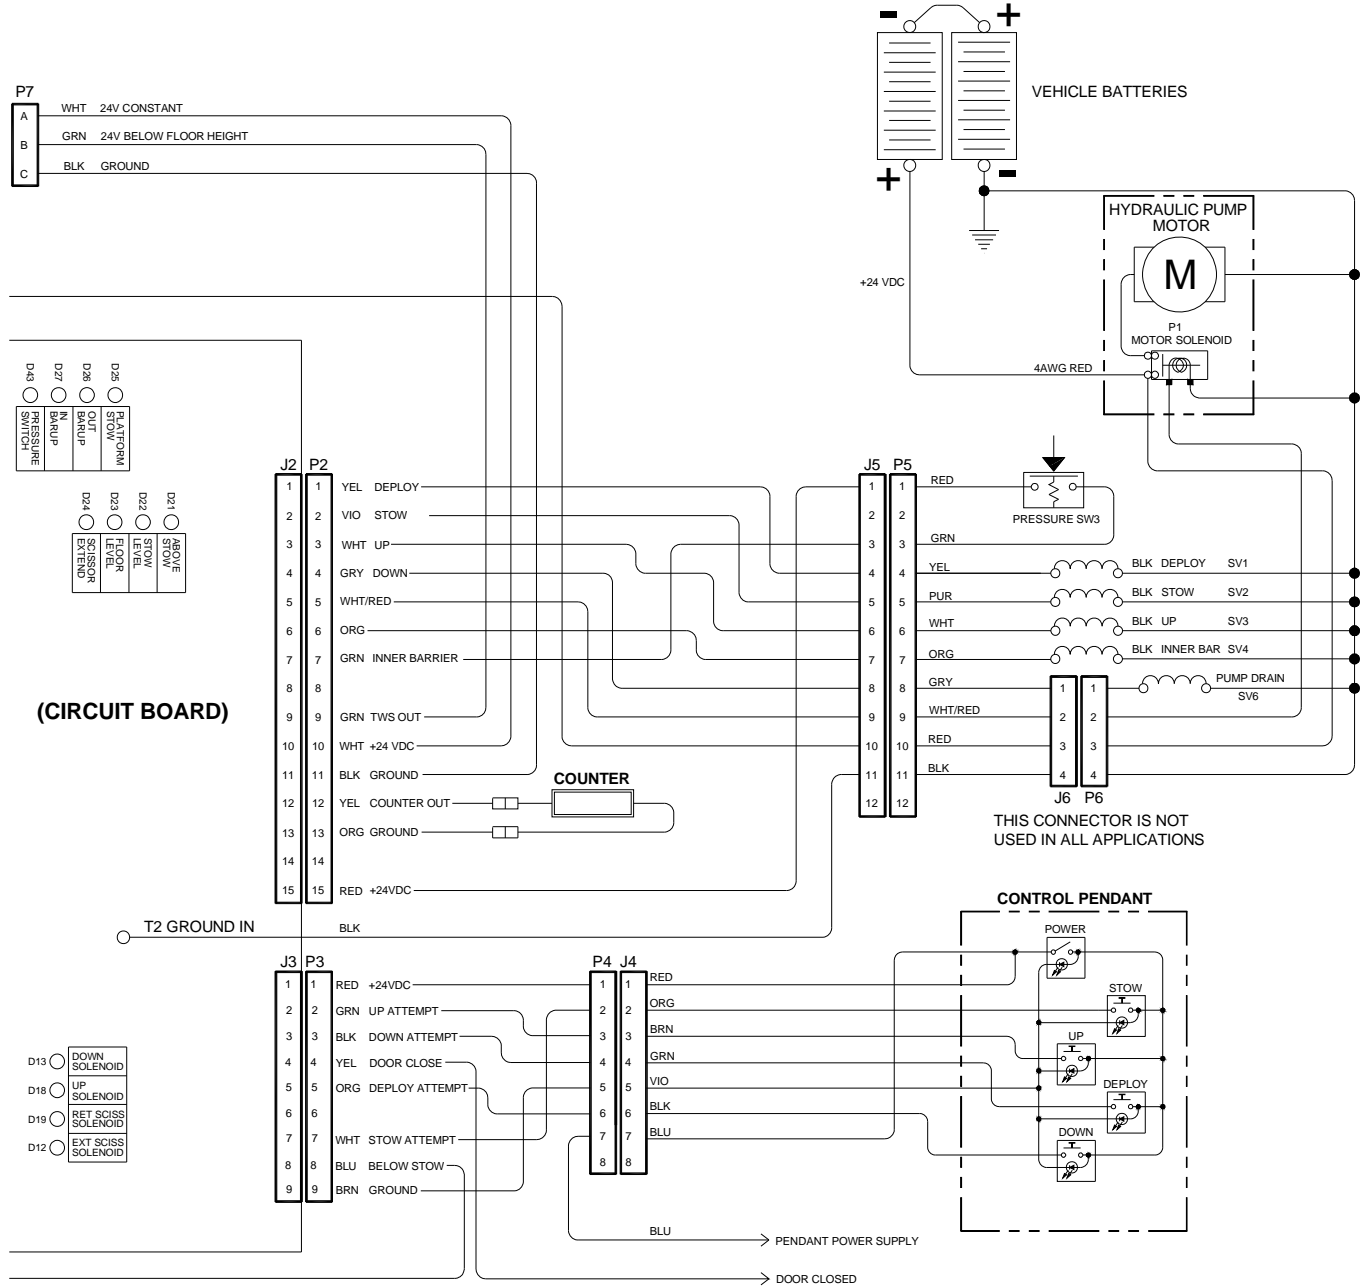 - +
P7
VEHICLE BATTERIES
A WHT 24V CONSTANT
B GRN 24V BELOW FLOOR HEIGHT
C BLK GROUND
+ -
HYDRAULIC PUMP
MOTOR
M
+24 VDC
P1
MOTOR SOLENOID
4AWG RED
D43 D27 D26 D25
PRESSURE SWITCH
IN BARUP
OUT BARUP
PLATFORM STOW
D24 D23 D22 D21
SCISSOR EXTEND
FLOOR LEVEL
STOW LEVEL
ABOVE STOW
(CIRCUIT BOARD)
J2 P2
1 1 YEL DEPLOY
2 2 VIO STOW
3 3 WHT UP
4 4 GRY DOWN
5 5 WHT/RED
6 6 ORG
7 7 GRN INNER BARRIER
8 8
9 9 GRN TWS OUT
10 10 WHT +24 VDC
11 11 BLK GROUND
12 12 YEL COUNTER OUT
13 13 ORG GROUND
14 14
15 15 RED +24VDC
COUNTER
J5 P5
1 1 RED
2 2
3 3 GRN
4 4 YEL
5 5 PUR
6 6 WHT
7 7 ORG
8 8 GRY
9 9 WHT/RED
10 10 RED
11 11 BLK
12 12
PRESSURE SW3
BLK DEPLOY SV1
BLK STOW SV2
BLK UP SV3
BLK INNER BAR SV4
PUMP DRAIN
SV6
1 1
2 2
3 3
4 4
J6 P6
THIS CONNECTOR IS NOT
USED IN ALL APPLICATIONS
T2 GROUND IN BLK
J3 P3
1 1 RED +24VDC
2 2 GRN UP ATTEMPT
3 3 BLK DOWN ATTEMPT
4 4 YEL DOOR CLOSE
5 5 ORG DEPLOY ATTEMPT
6 6
7 7 WHT STOW ATTEMPT
8 8 BLU BELOW STOW
9 9 BRN GROUND
P4 J4
1 1 RED
2 2 ORG
3 3 BRN
4 4 GRN
5 5 VIO
6 6 BLK
7 7 BLU
8 8
CONTROL PENDANT
POWER
STOW
UP
DEPLOY
DOWN
D13 DOWN SOLENOID
D18 UP SOLENOID
D19 RET SCISS SOLENOID
D12 EXT SCISS SOLENOID
BLU PENDANT POWER SUPPLY
DOOR CLOSED